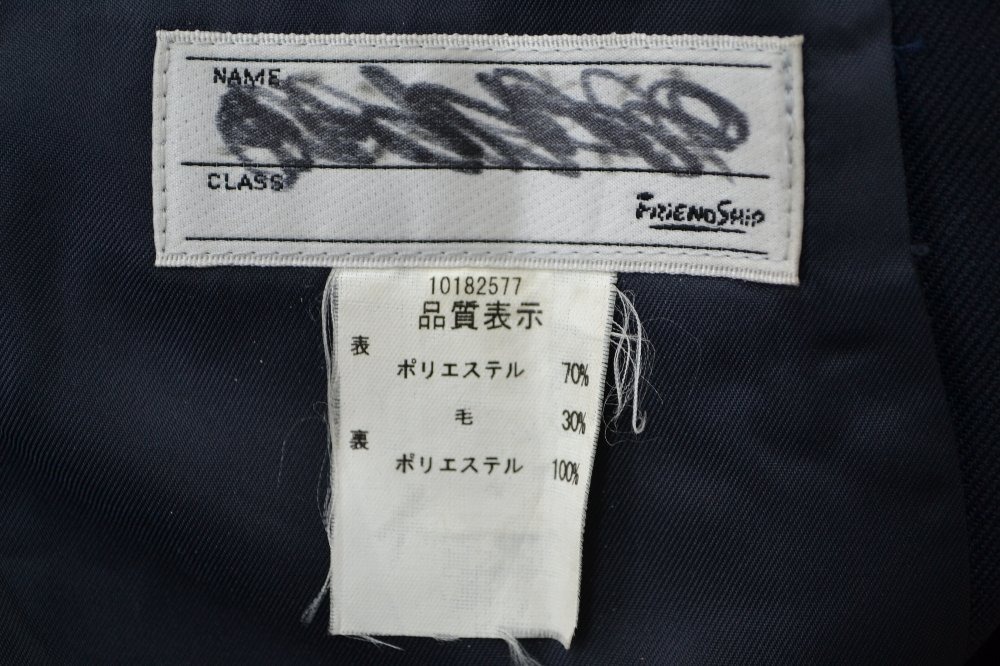 NAME
CLASS
FRIENDSHIP
10182577
品質表示
表
ポリエステル 70%
毛 30%
裏
ポリエステル 100%